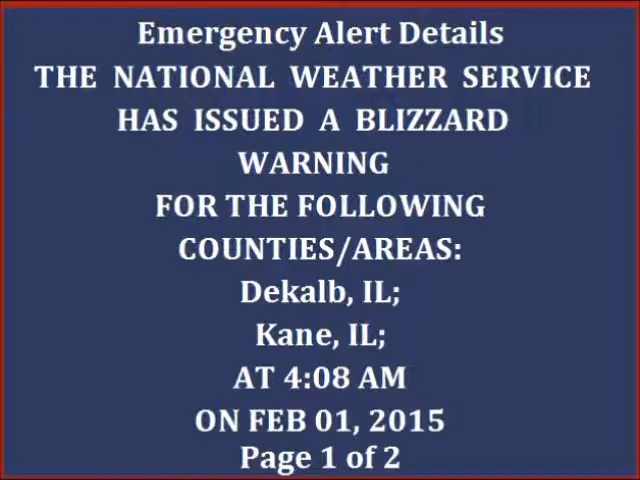 Emergency Alert Details
THE NATIONAL WEATHER SERVICE
HAS ISSUED A BLIZZARD
WARNING
FOR THE FOLLOWING
COUNTIES/AREAS:
Dekalb, IL;
Kane, IL;
AT 4:08 AM
ON FEB 01, 2015
Page 1 of 2